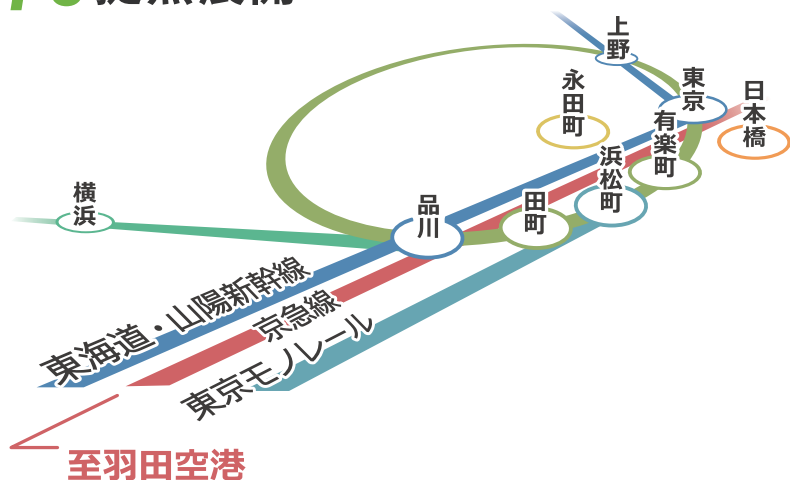 上野
東京
日本橋
永田町
有楽町
浜松町
田町
品川
横浜
東海道・山陽新幹線
京急線
東京モノレール
至羽田空港